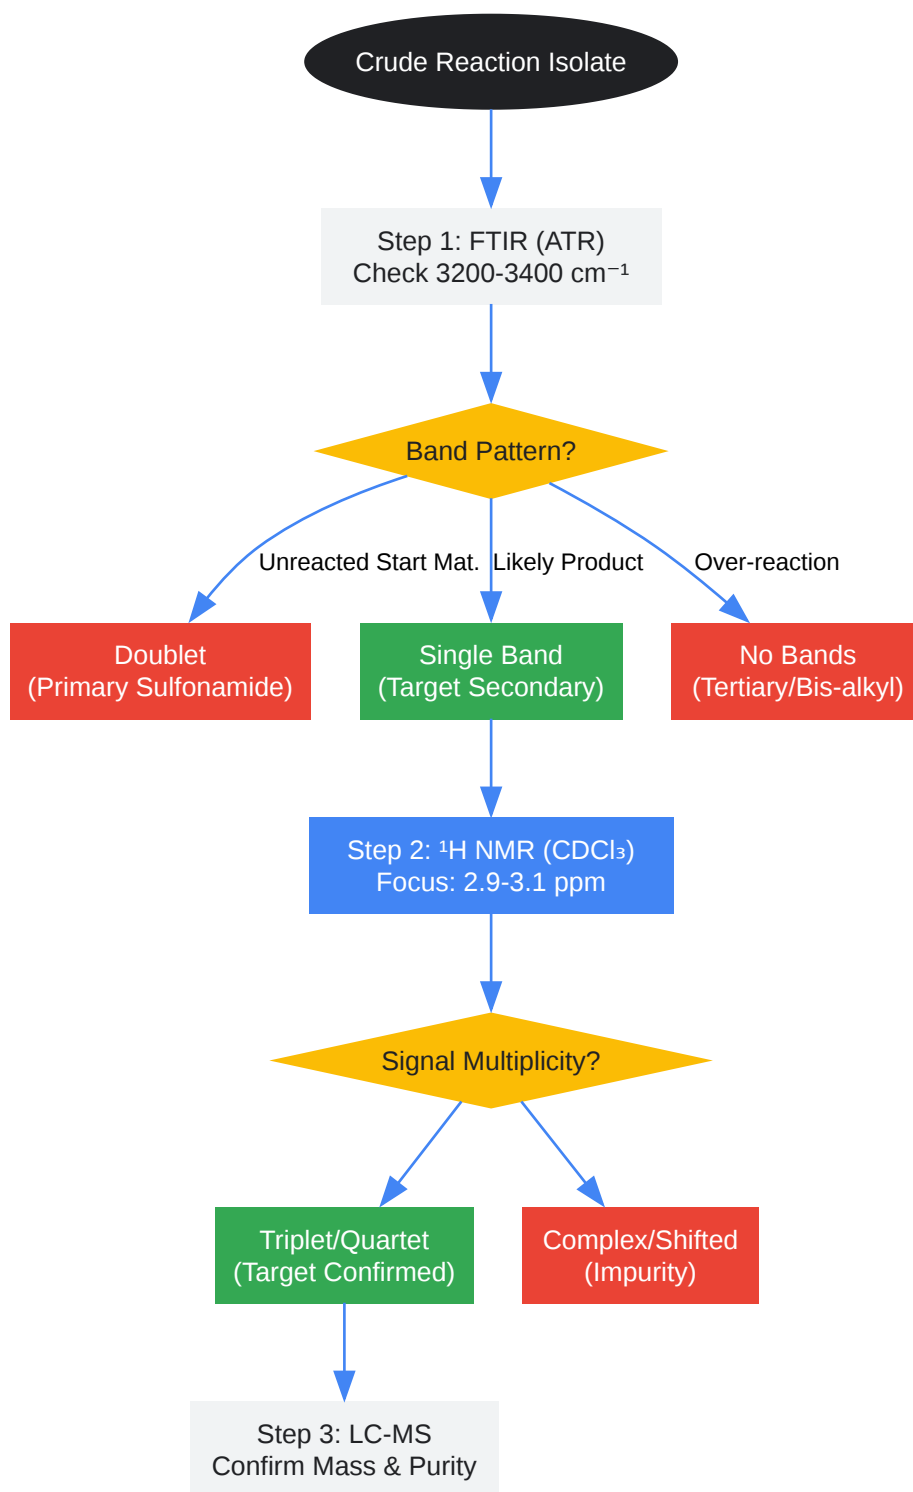 Crude Reaction Isolate
Step 1: FTIR (ATR)
Check 3200-3400 cm⁻¹
Band Pattern?
Unreacted Start Mat.
Likely Product
Over-reaction
Doublet
(Primary Sulfonamide)
Single Band
(Target Secondary)
No Bands
(Tertiary/Bis-alkyl)
Step 2: ¹H NMR (CDCl₃)
Focus: 2.9-3.1 ppm
Signal Multiplicity?
Triplet/Quartet
(Target Confirmed)
Complex/Shifted
(Impurity)
Step 3: LC-MS
Confirm Mass & Purity